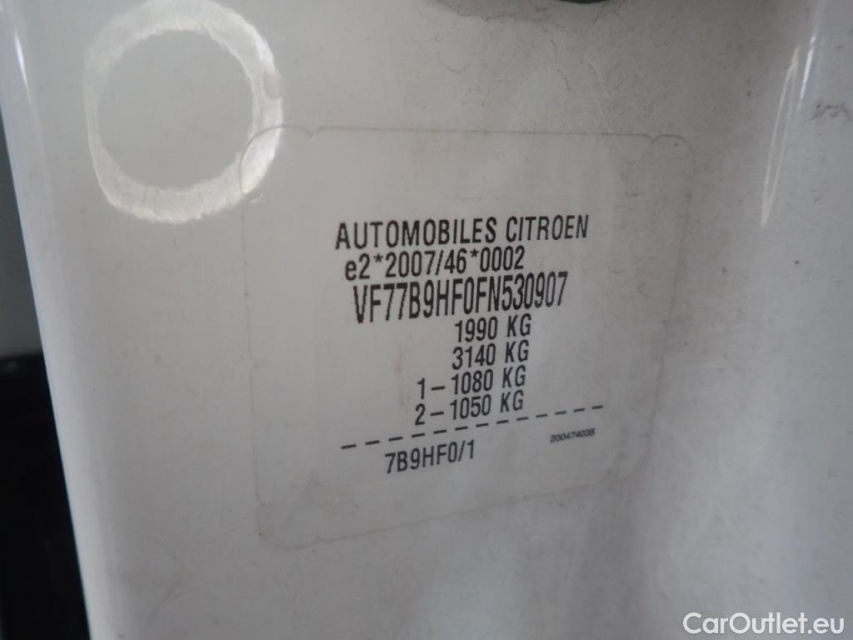 AUTOMOBILES CITROEN
e2*2007/46*0002
VF77B9HF0FN530907
1990 KG
3140 KG
1-1080 KG
2-1050 KG
7B9HF0/1
200474035
CarOutlet.eu